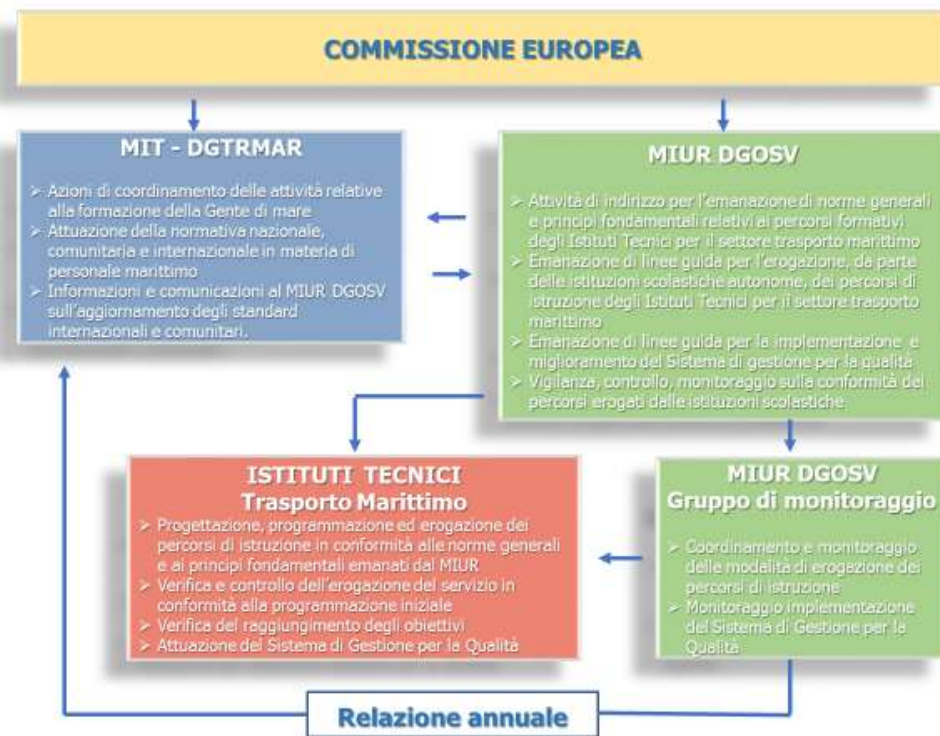 COMMISSIONE EUROPEA
MIT - DGTRMAR
➢ Azioni di coordinamento delle attività relative
alla formazione della Gente di mare
➢ Attuazione della normativa nazionale,
comunitaria e internazionale in materia di
personale marittimo
➢ Informazioni e comunicazioni al MIUR DGOSV
sull'aggiornamento degli standard
internazionali e comunitari.
MIUR DGOSV
➢ Attività di indirizzo per l'emanazione di norme generali
e principi fondamentali relativi ai percorsi formativi
degli Istituti Tecnici per il settore trasporto marittimo
➢ Emanazione di linee guida per l'erogazione, da parte
delle istituzioni scolastiche autonome, dei percorsi di
istruzione degli Istituti Tecnici per il settore trasporto
marittimo
➢ Emanazione di linee guida per la implementazione e
miglioramento del Sistema di gestione per la qualità
➢ Vigilanza, controllo, monitoraggio sulla conformità dei
percorsi erogati dalle istituzioni scolastiche
ISTITUTI TECNICI
Trasporto Marittimo
➢ Progettazione, programmazione ed erogazione dei
percorsi di istruzione in conformità alle norme generali
e ai principi fondamentali emanati dal MIUR
➢ Verifica e controllo dell'erogazione del servizio in
conformità alla programmazione iniziale
➢ Verifica del raggiungimento degli obiettivi
➢ Attuazione del Sistema di Gestione per la Qualità
MIUR DGOSV
Gruppo di monitoraggio
➢ Coordinamento e monitoraggio
delle modalità di erogazione dei
percorsi di istruzione
➢ Monitoraggio implementazione
del Sistema di Gestione per la
Qualità
Relazione annuale